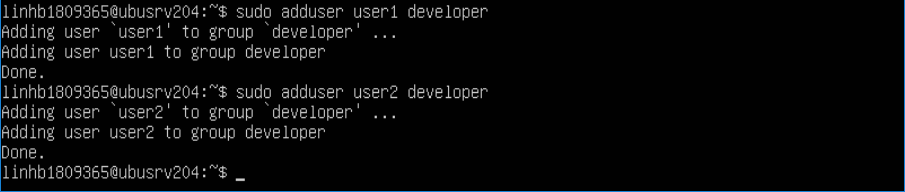 linhb1809365@ubusrv204:~$ sudo adduser user1 developer
Adding user `user1' to group `developer' ...
Adding user user1 to group developer
Done.
linhb1809365@ubusrv204:~$ sudo adduser user2 developer
Adding user `user2' to group `developer' ...
Adding user user2 to group developer
Done.
linhb1809365@ubusrv204:~$ _